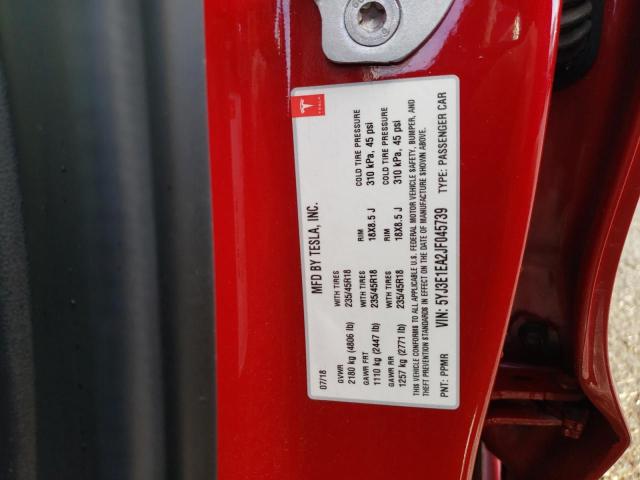 TESLA
07/18 MFD BY TESLA, INC.
GVWR WITH TIRES RIM COLD TIRE PRESSURE
2180 kg (4806 lb) 235/45R18 18X8.5 J 310 kPa, 45 psi
GAWR FRT WITH TIRES RIM COLD TIRE PRESSURE
1110 kg (2447 lb) 235/45R18 18X8.5 J 310 kPa, 45 psi
GAWR RR WITH TIRES
1257 kg (2771 lb) 235/45R18
THIS VEHICLE CONFORMS TO ALL APPLICABLE U.S. FEDERAL MOTOR VEHICLE SAFETY, BUMPER, AND
THEFT PREVENTION STANDARDS IN EFFECT ON THE DATE OF MANUFACTURE SHOWN ABOVE.
PNT: PPMR VIN: 5YJ3E1EA2JF045739 TYPE: PASSENGER CAR